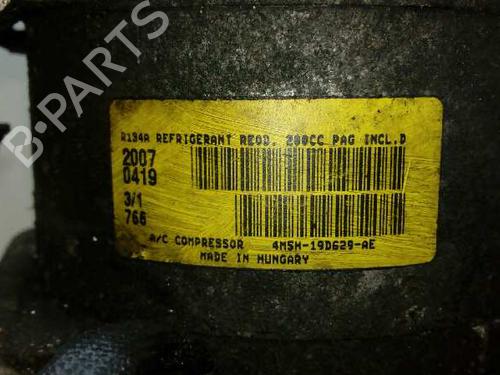 B-PARTS
R134A REFRIGERANT REQD. 200CC PAG INCL.D
2007
0419
3/1
766
A/C COMPRESSOR 4M5H-19D629-AE
MADE IN HUNGARY